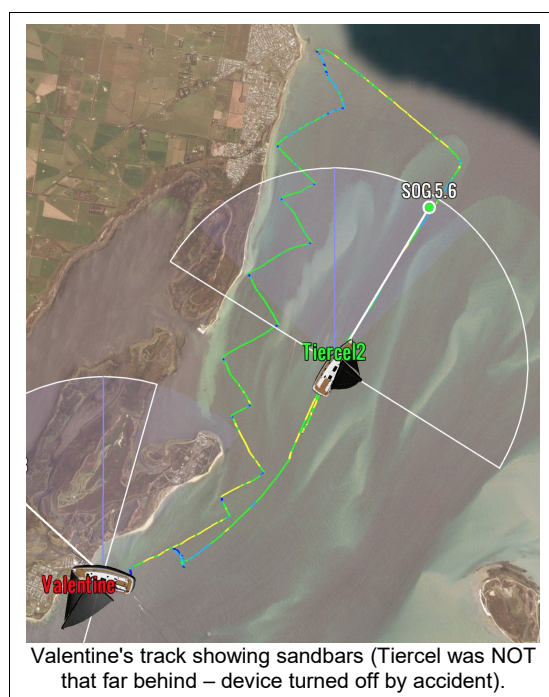 SOG 5.6
Tiercel2
Valentine
Valentine's track showing sandbars (Tiercel was NOT
that far behind – device turned off by accident).